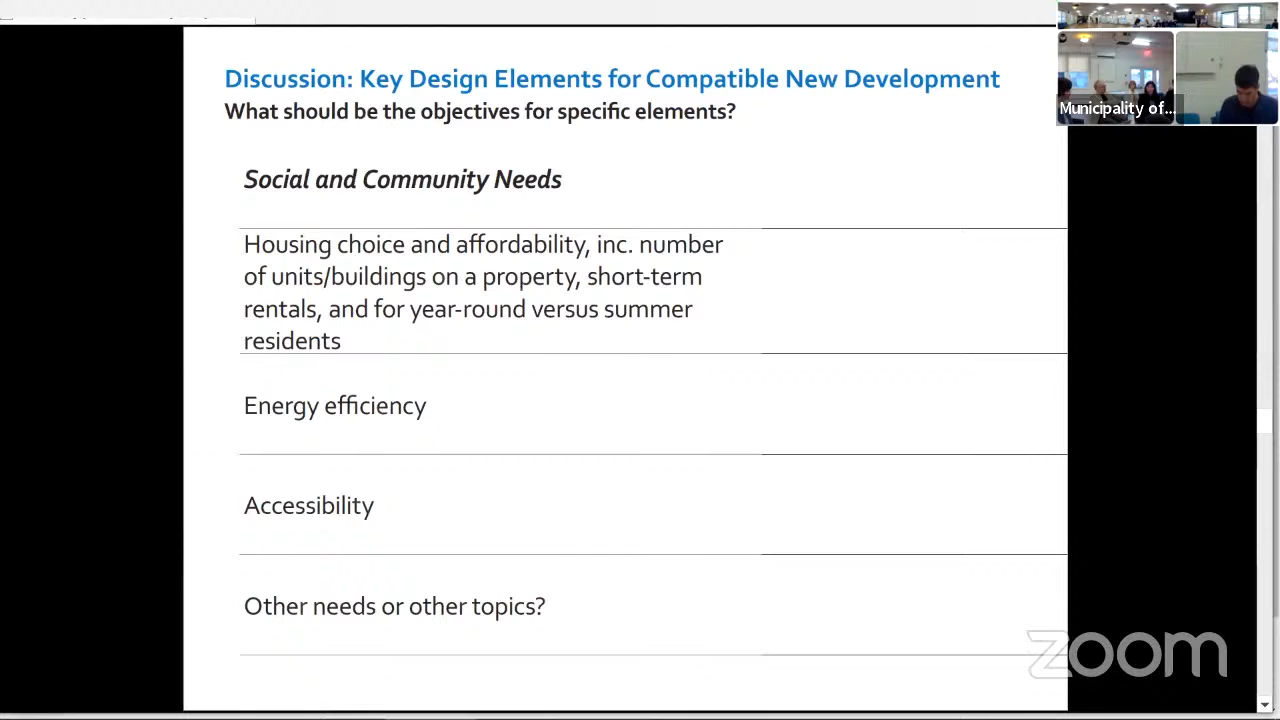 Discussion: Key Design Elements for Compatible New Development
What should be the objectives for specific elements?
Municipality of...
Social and Community Needs
Housing choice and affordability, inc. number
of units/buildings on a property, short-term
rentals, and for year-round versus summer
residents
Energy efficiency
Accessibility
Other needs or other topics?
zoom